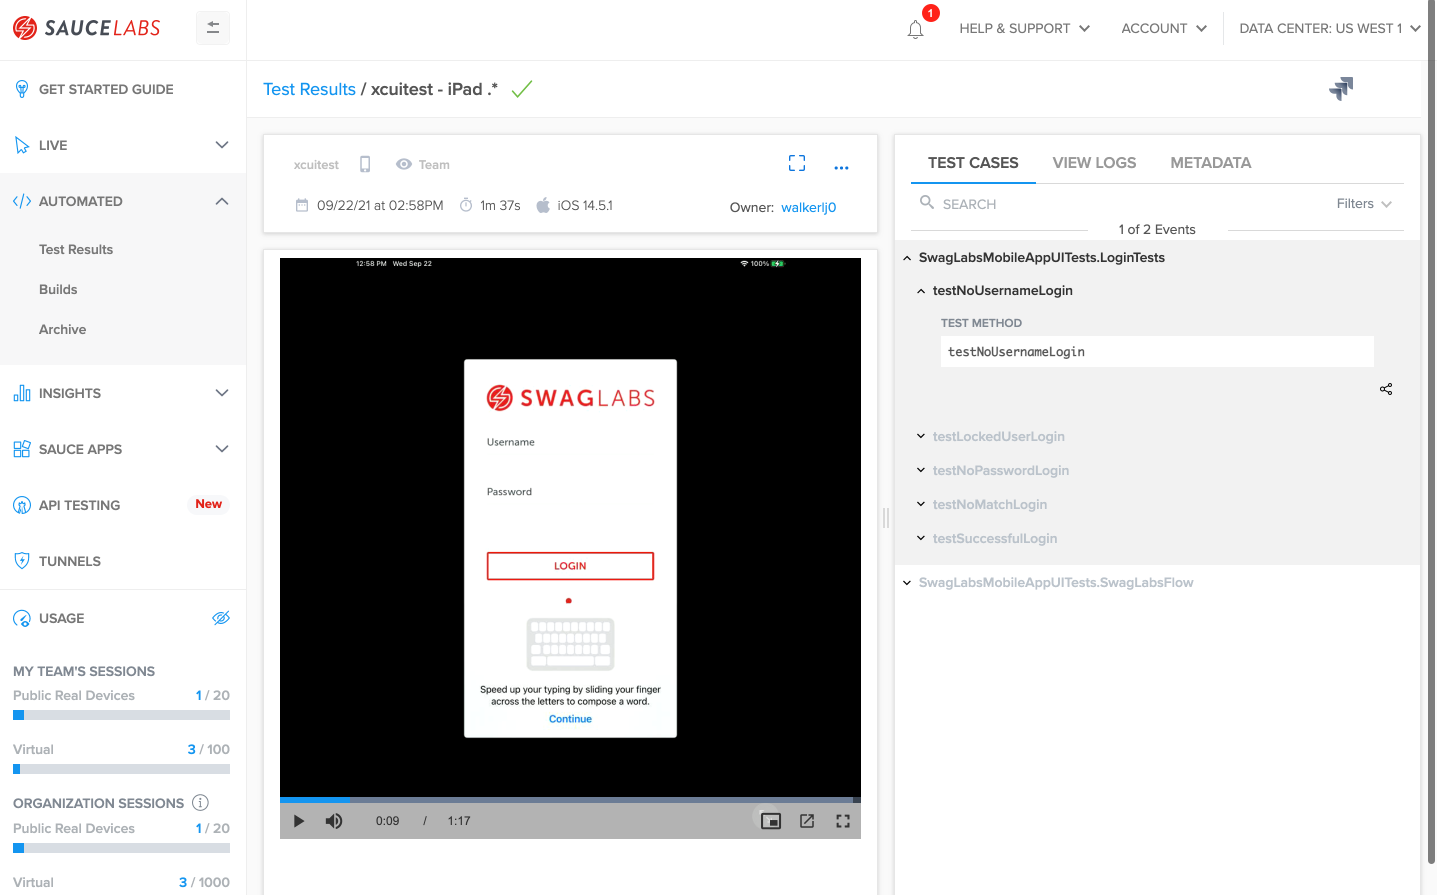 SAUCELABS
1
HELP & SUPPORT
ACCOUNT
DATA CENTER: US WEST 1
GET STARTED GUIDE
LIVE
AUTOMATED
Test Results
Builds
Archive
INSIGHTS
SAUCE APPS
API TESTING New
TUNNELS
USAGE
MY TEAM'S SESSIONS
Public Real Devices 1 / 20
Virtual 3 / 100
ORGANIZATION SESSIONS
Public Real Devices 1 / 20
Virtual 3 / 1000
Test Results / xcuitest - iPad .*
xcuitest Team
...
09/22/21 at 02:58PM 1m 37s iOS 14.5.1
Owner: walkerlj0
12:58 PM Wed Sep 22
100%
SWAGLABS
Username
Password
LOGIN
Speed up your typing by sliding your finger
across the letters to compose a word.
Continue
0:09 / 1:17
TEST CASES VIEW LOGS METADATA
SEARCH Filters
1 of 2 Events
SwagLabsMobileAppUITests.LoginTests
testNoUsernameLogin
TEST METHOD
testNoUsernameLogin
testLockedUserLogin
testNoPasswordLogin
testNoMatchLogin
testSuccessfulLogin
SwagLabsMobileAppUITests.SwagLabsFlow